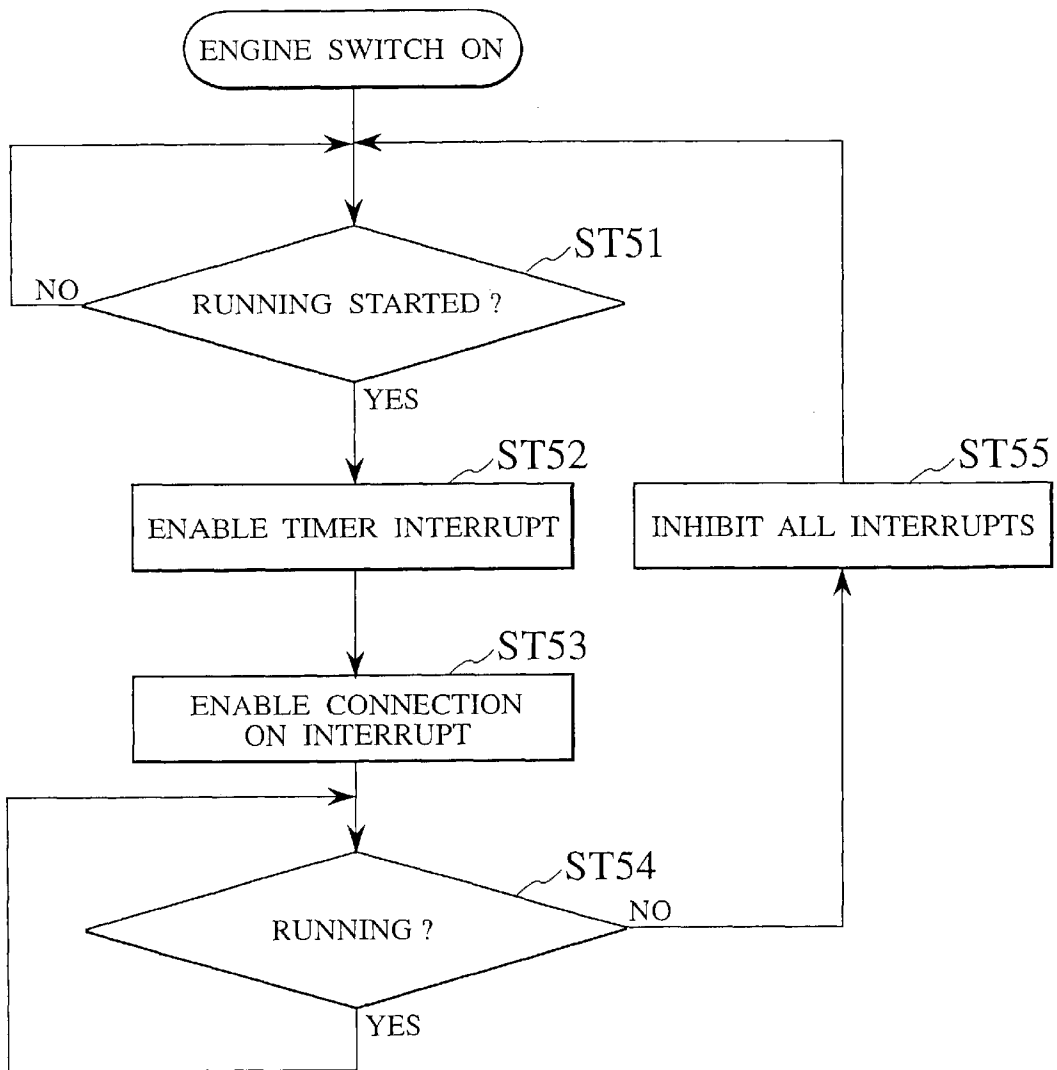 ENGINE SWITCH ON
ST51
NO
RUNNING STARTED ?
YES
ST52
ENABLE TIMER INTERRUPT
ST55
INHIBIT ALL INTERRUPTS
ST53
ENABLE CONNECTION
ON INTERRUPT
ST54
NO
RUNNING ?
YES